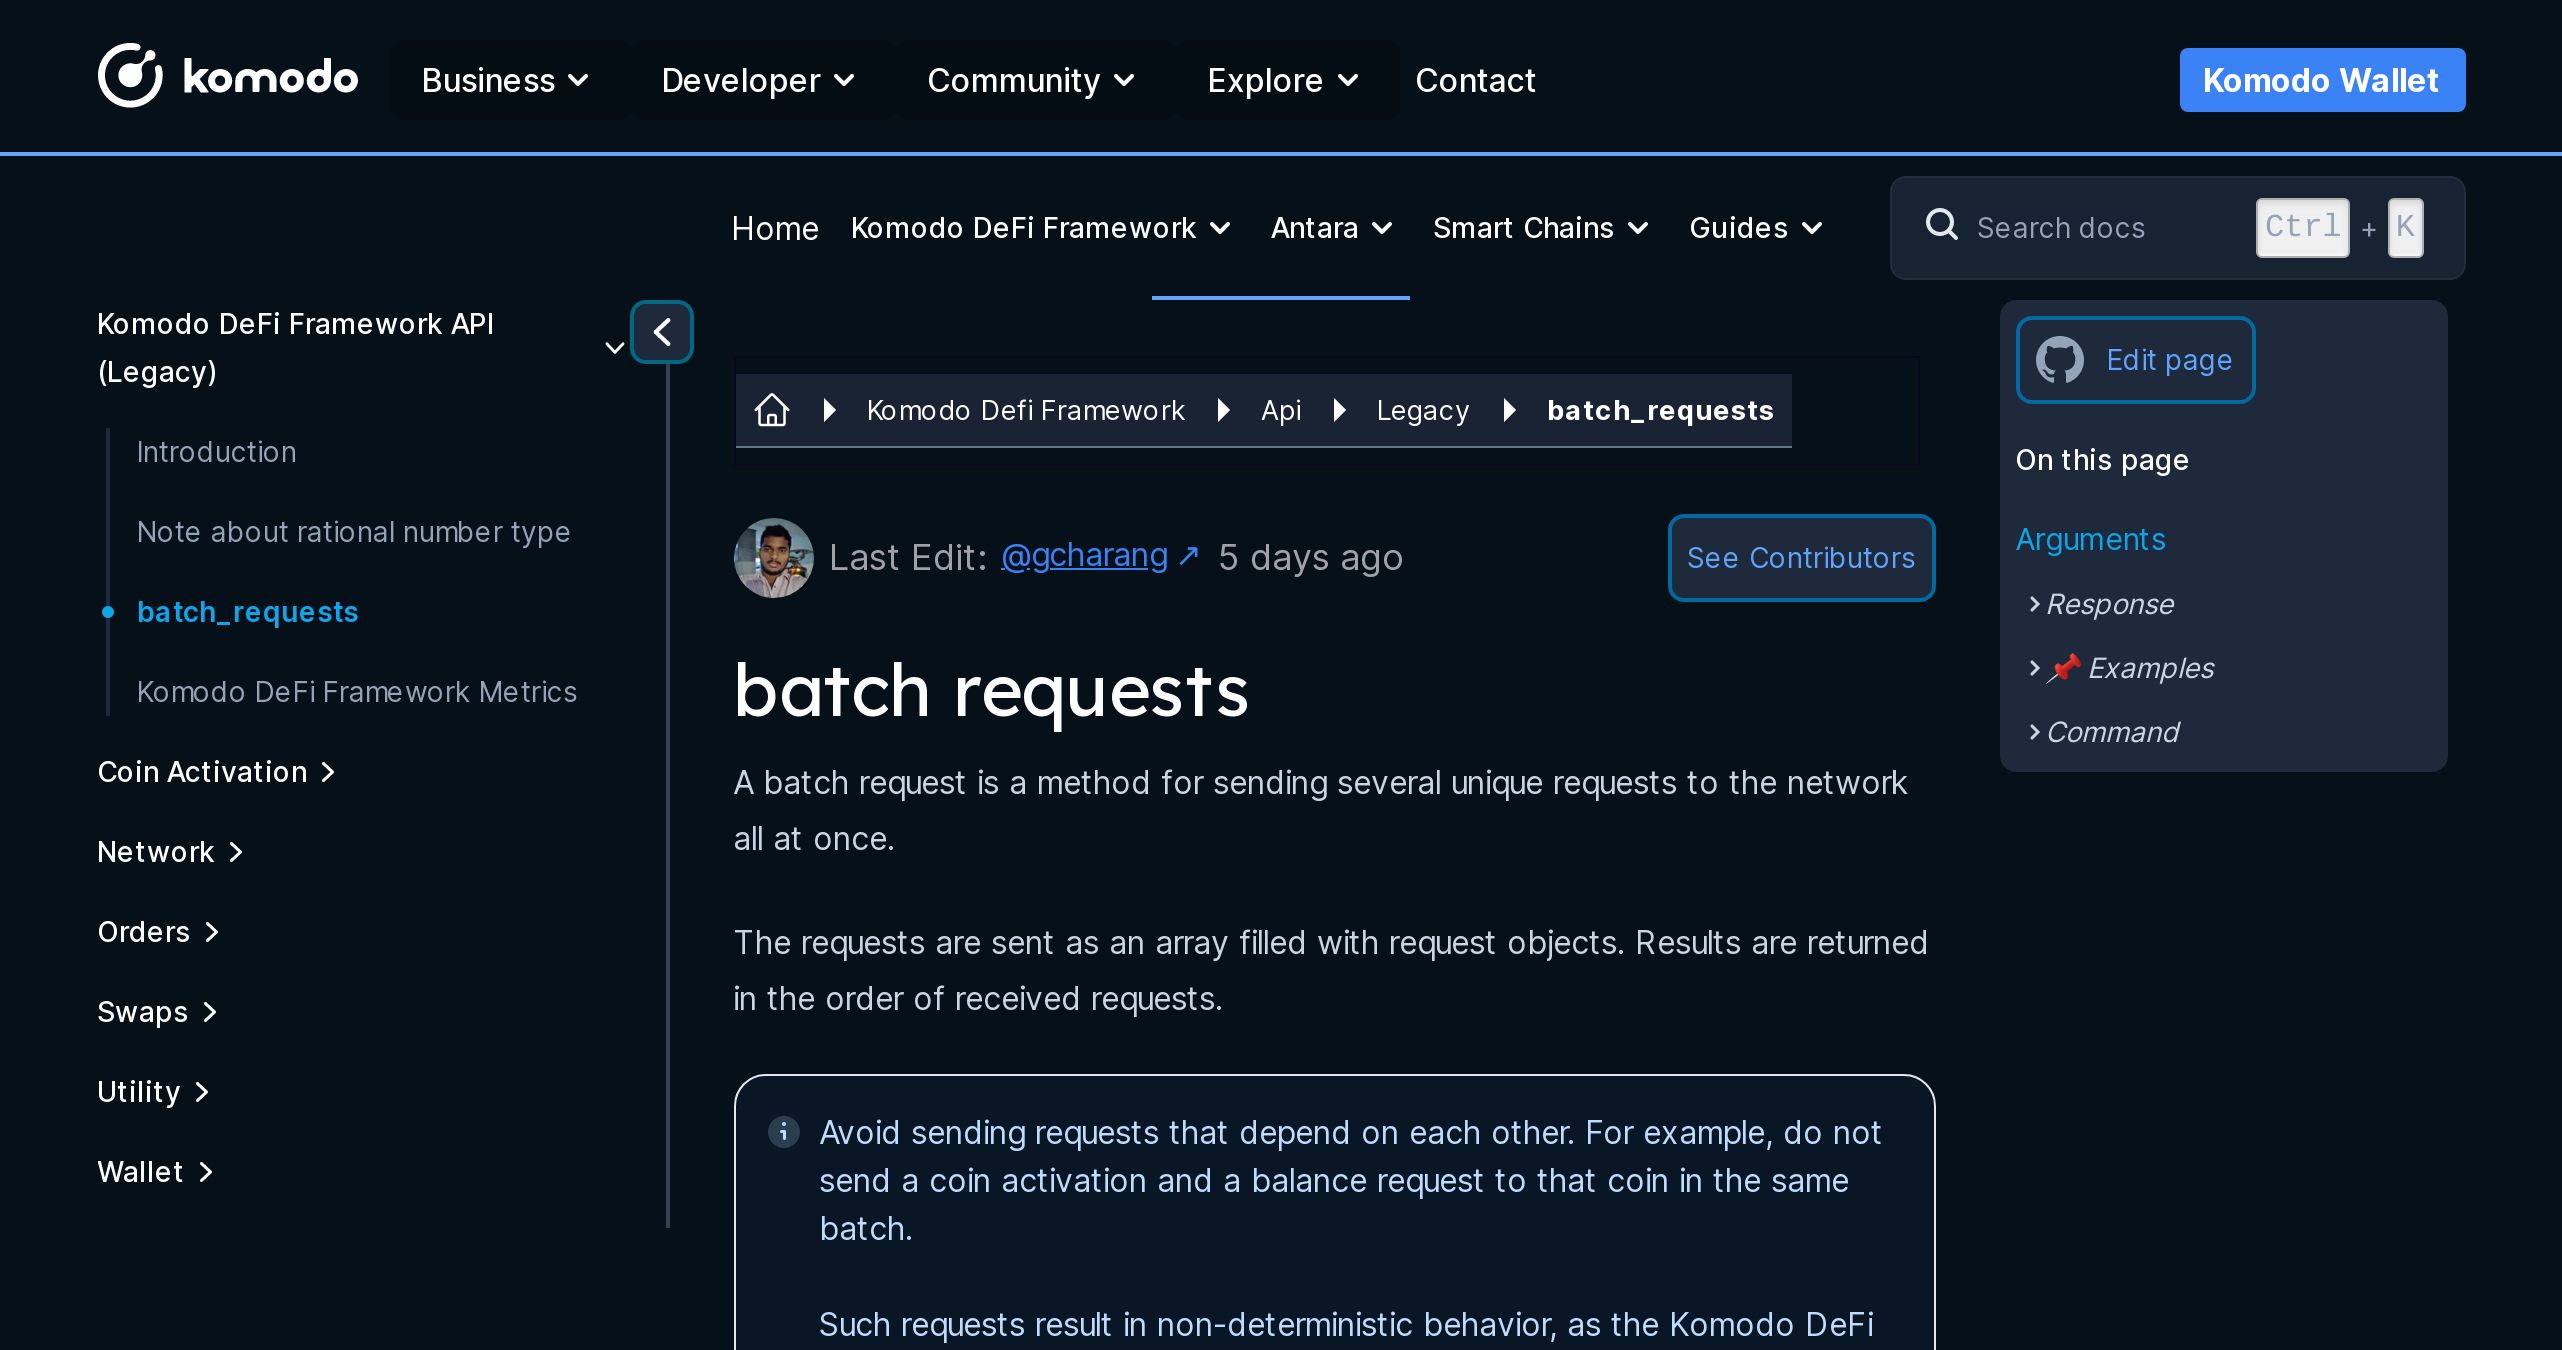 komodo Business Developer Community Explore Contact Komodo Wallet
Home Komodo DeFi Framework Antara Smart Chains Guides Search docs Ctrl + K
Komodo DeFi Framework API
(Legacy)
Introduction
Note about rational number type
batch_requests
Komodo DeFi Framework Metrics
Coin Activation
Network
Orders
Swaps
Utility
Wallet
Komodo Defi Framework Api Legacy batch_requests
Last Edit: @gcharang ↗ 5 days ago See Contributors
batch requests
A batch request is a method for sending several unique requests to the network
all at once.
The requests are sent as an array filled with request objects. Results are returned
in the order of received requests.
Avoid sending requests that depend on each other. For example, do not
send a coin activation and a balance request to that coin in the same
batch.
Such requests result in non-deterministic behavior, as the Komodo DeFi
Edit page
On this page
Arguments
Response
📌 Examples
Command